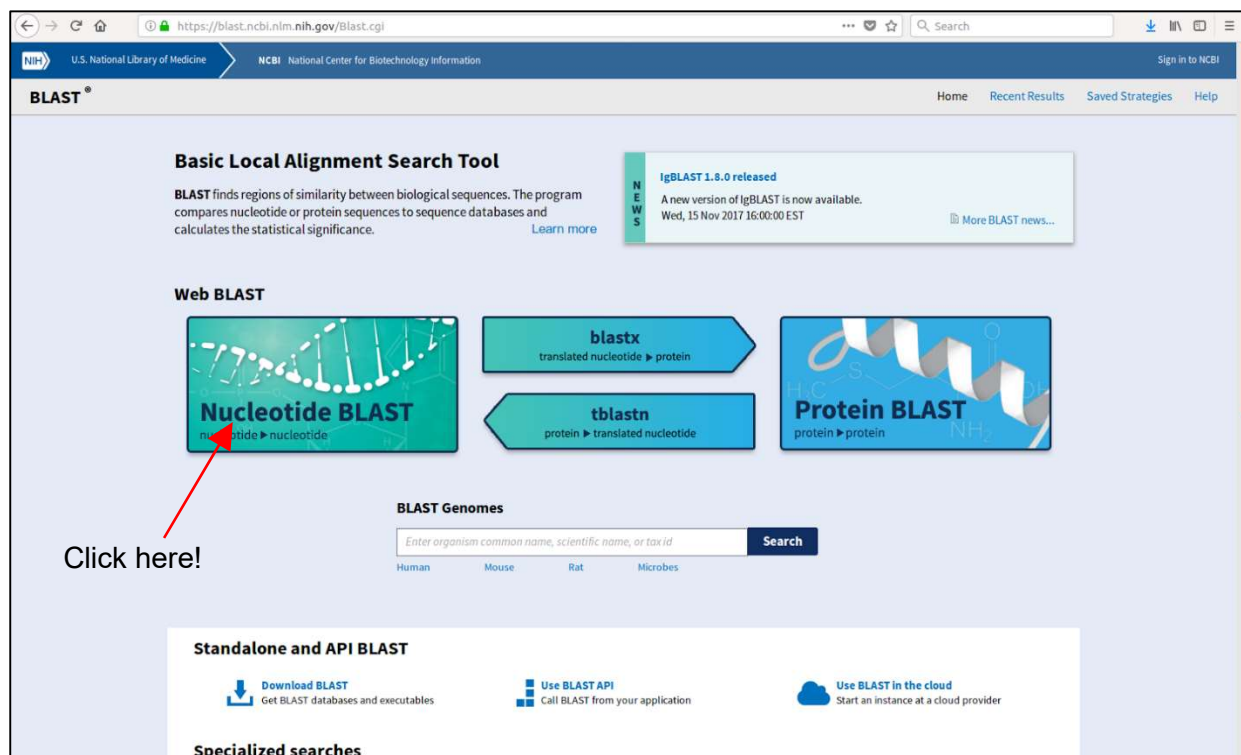 https://blast.ncbi.nlm.nih.gov/Blast.cgi
Search
NIH
U.S. National Library of Medicine
NCBI National Center for Biotechnology Information
Sign in to NCBI
BLAST ®
Home
Recent Results
Saved Strategies
Help
Basic Local Alignment Search Tool
BLAST finds regions of similarity between biological sequences. The program
compares nucleotide or protein sequences to sequence databases and
calculates the statistical significance.
Learn more
NEWS
IgBLAST 1.8.0 released
A new version of IgBLAST is now available.
Wed, 15 Nov 2017 16:00:00 EST
More BLAST news...
Web BLAST
Nucleotide BLAST
nucleotide ▶ nucleotide
blastx
translated nucleotide ▶ protein
tblastn
protein ▶ translated nucleotide
Protein BLAST
protein ▶ protein
Click here!
BLAST Genomes
Enter organism common name, scientific name, or tax id
Search
Human
Mouse
Rat
Microbes
Standalone and API BLAST
Download BLAST
Get BLAST databases and executables
Use BLAST API
Call BLAST from your application
Use BLAST in the cloud
Start an instance at a cloud provider
Specialized searches